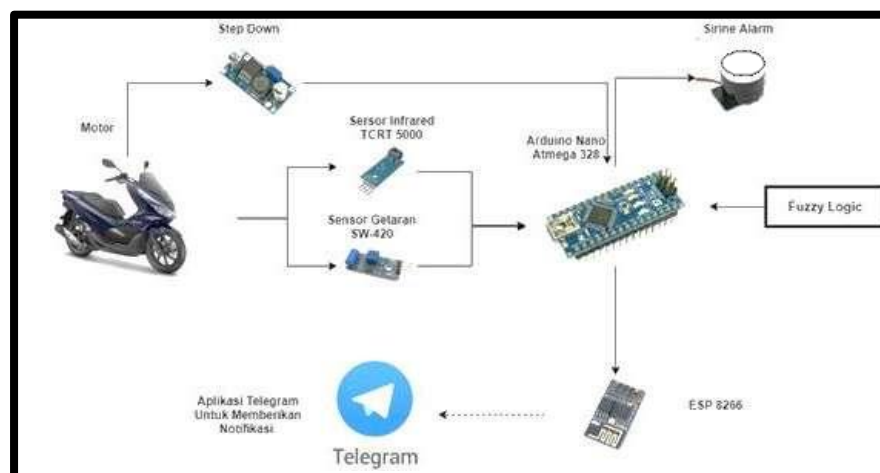 Step Down
Sirine Alarm
Motor
Sersor Infrared
TCRT 5000
Arduino Nano
Atmega 328
Sensor Getaran
SW-420
Fuzzy Logic
ESP 8266
Aplikasi Telegram
Untuk Memberikan
Notifikasi
Telegram